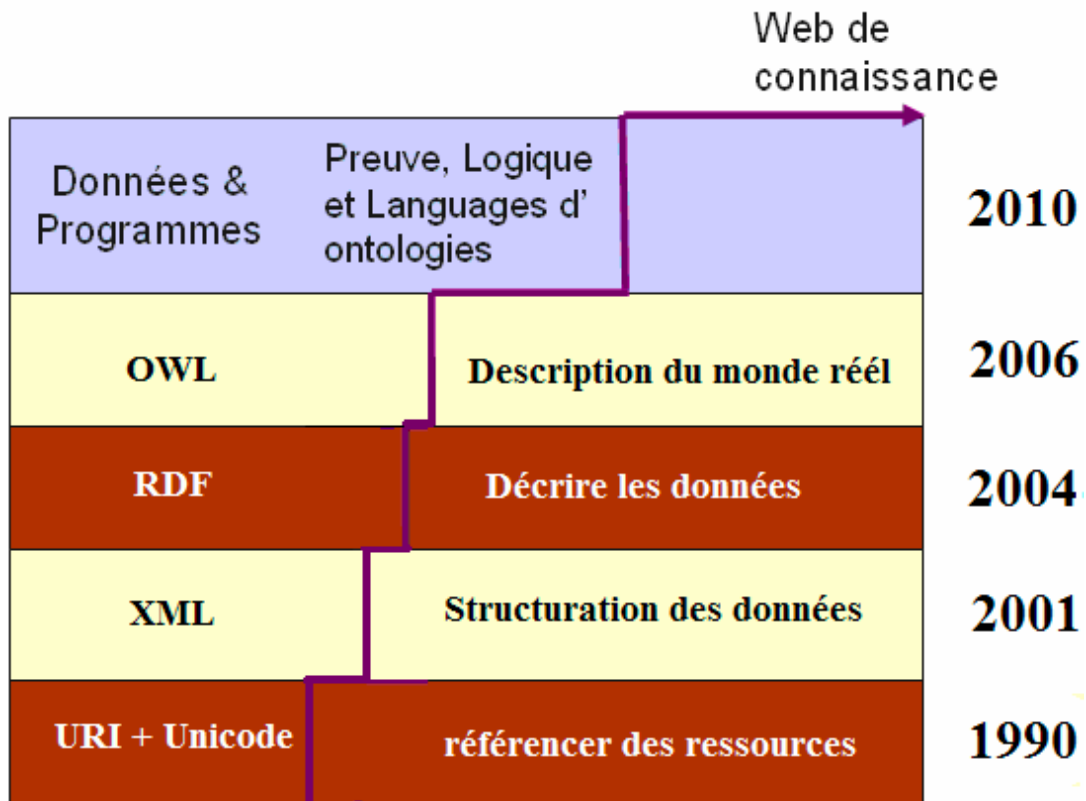 Web de
connaissance
Données &
Programmes
Preuve, Logique
et Languages d'
ontologies
2010
OWL
Description du monde réél
2006
RDF
Décrire les données
2004
XML
Structuration des données
2001
URI + Unicode
référencer des ressources
1990